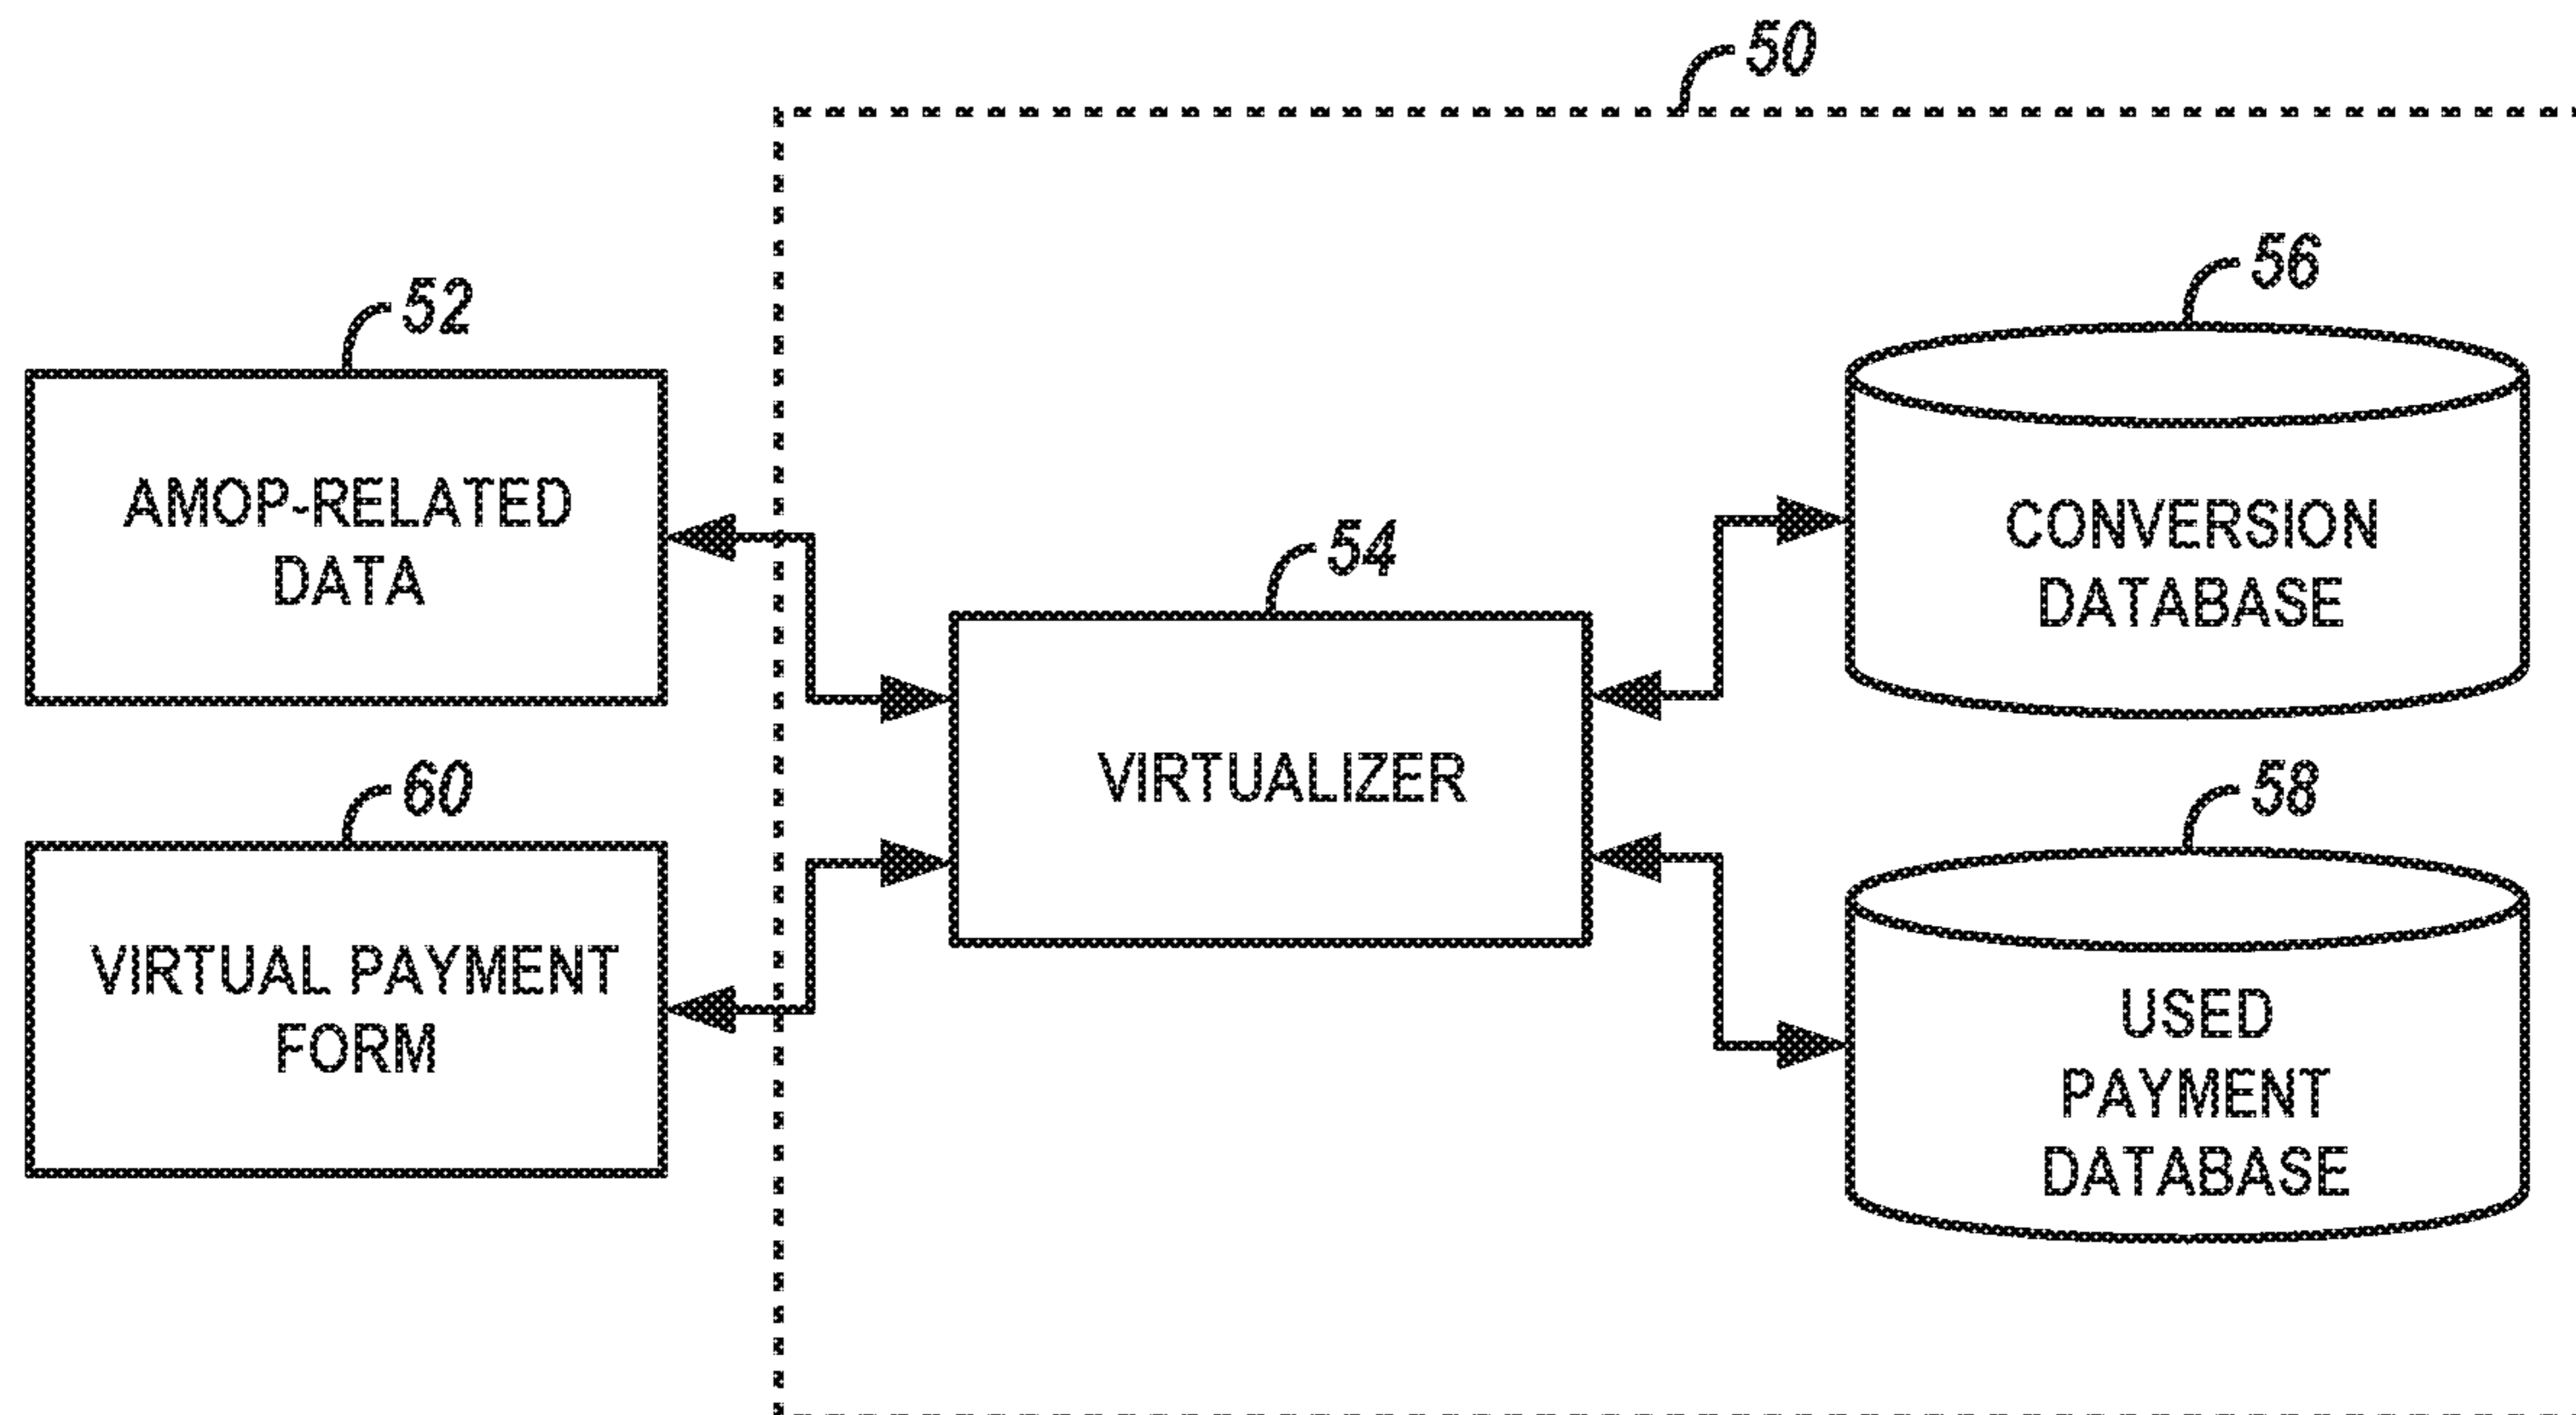 50
52
AMOP-RELATED
DATA
54
VIRTUALIZER
56
CONVERSION
DATABASE
60
VIRTUAL PAYMENT
FORM
58
USED
PAYMENT
DATABASE